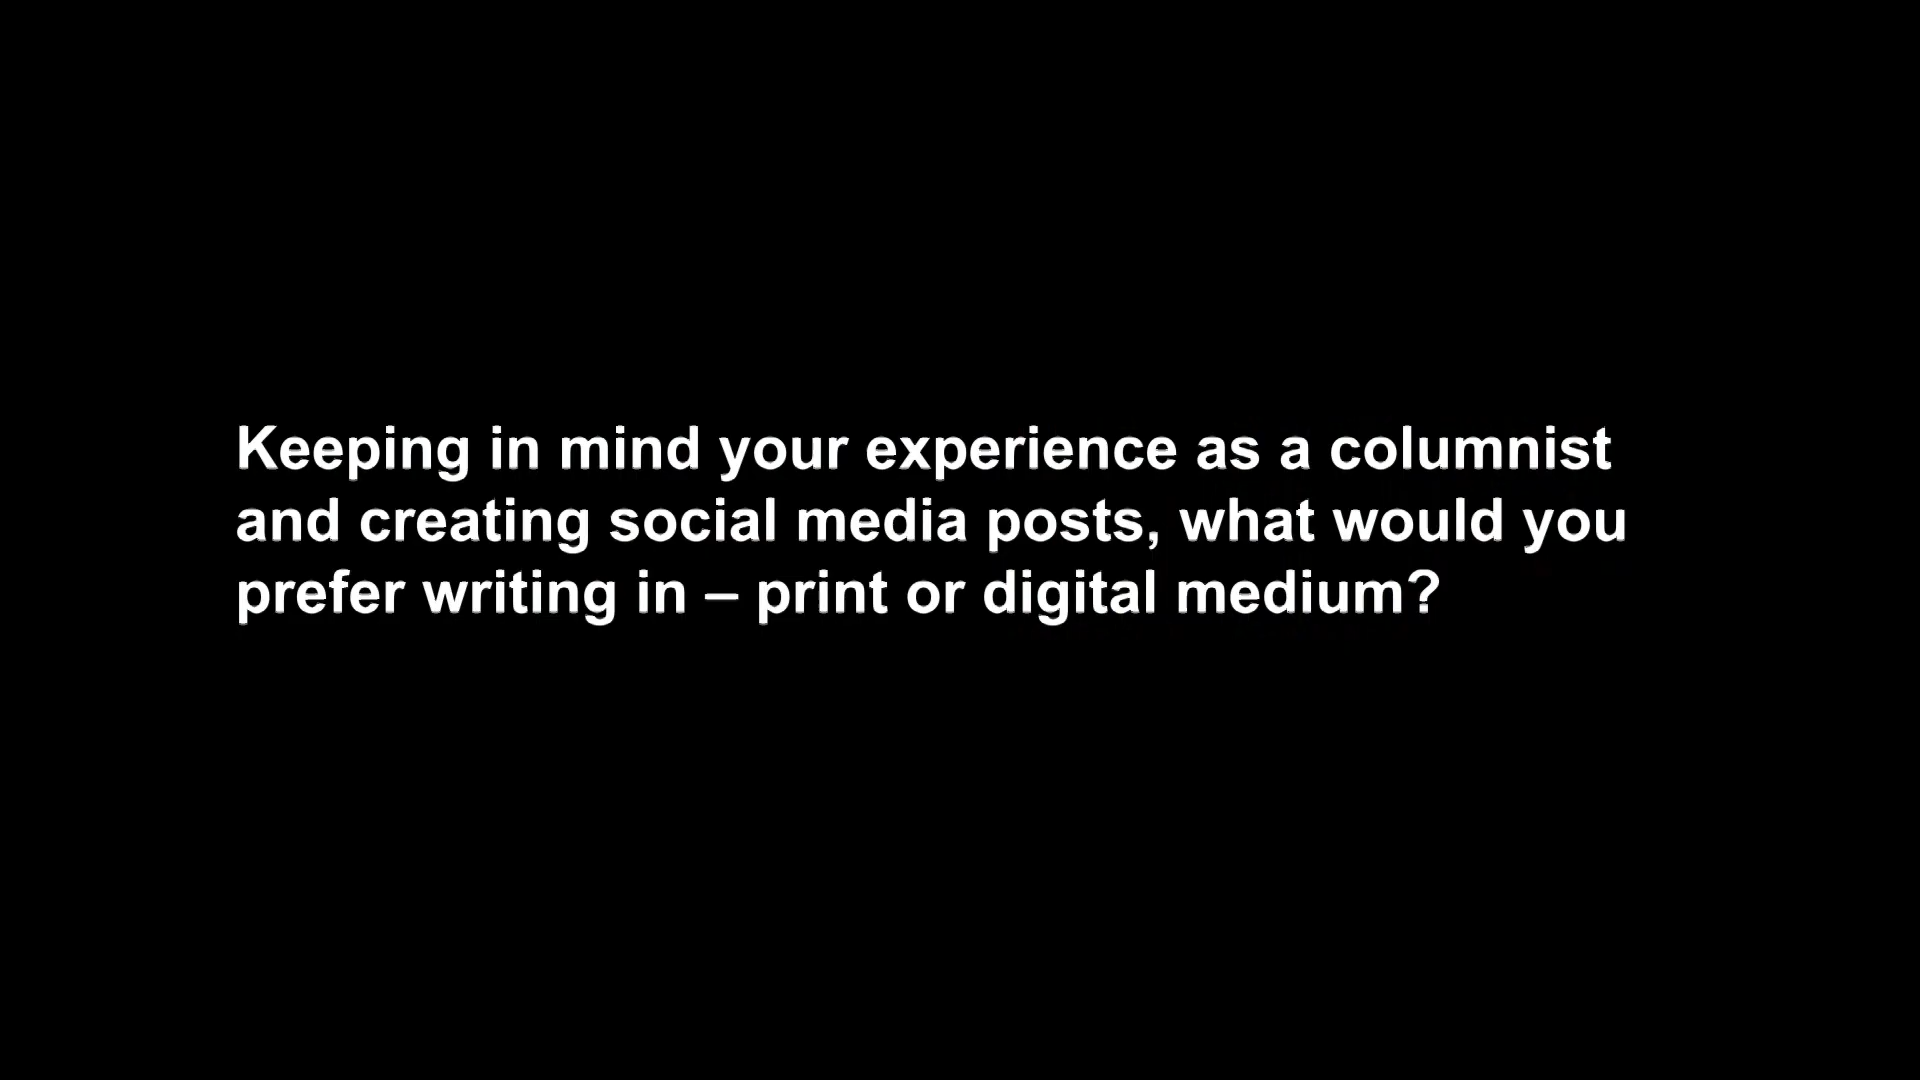 Keeping in mind your experience as a columnist
and creating social media posts, what would you
prefer writing in – print or digital medium?